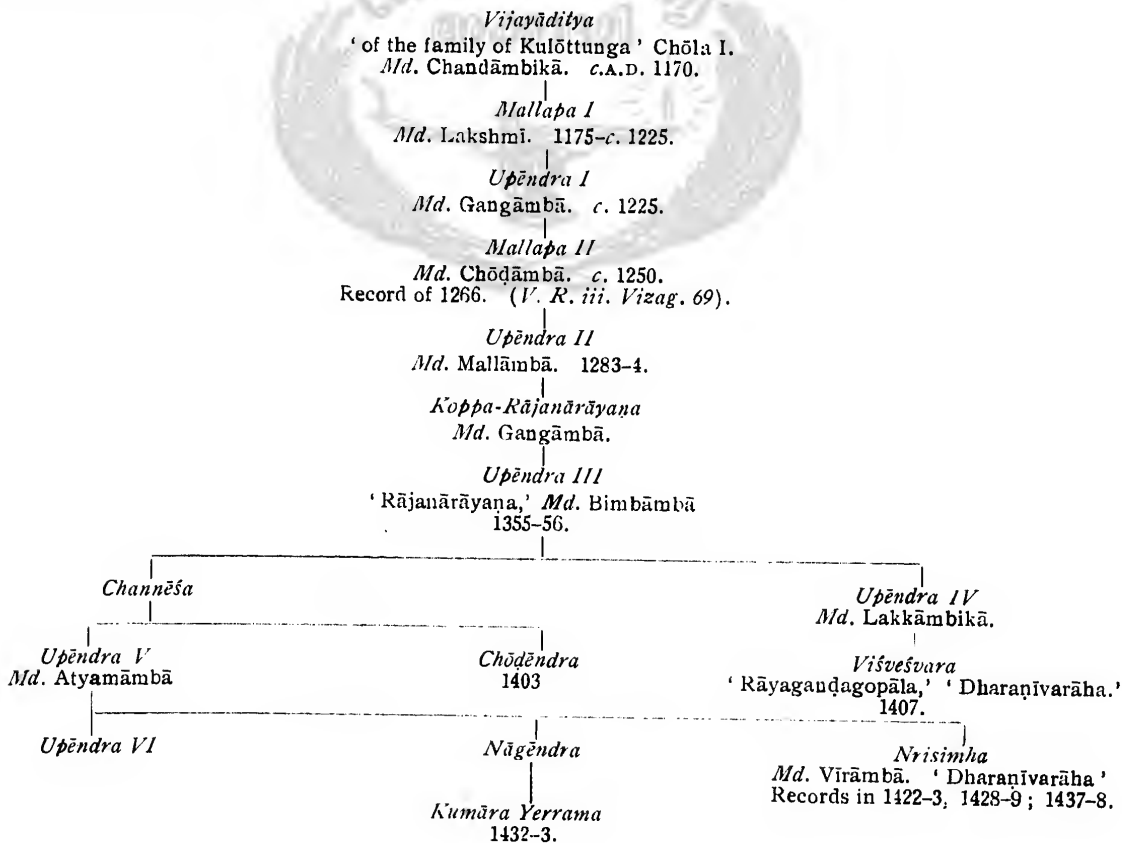 Vijayāditya
' of the family of Kulōttunga ' Chōla I.
Md. Chandāmbikā. c.A.D. 1170.
Mallapa I
Md. Lakshmī. 1175-c. 1225.
Upēndra I
Md. Gangāmbā. c. 1225.
Mallapa II
Md. Chōḍāmbā. c. 1250.
Record of 1266. (V. R. iii. Vizag. 69).
Upēndra II
Md. Mallāmbā. 1283-4.
Koppa-Rājanārāyaṇa
Md. Gangāmbā.
Upēndra III
' Rājanārāyaṇa,' Md. Bimbāmbā
1355-56.
Channēśa
Upēndra IV
Md. Lakkāmbikā.
Upēndra V
Md. Atyamāmbā
Chōḍēndra
1403
Viśveśvara
' Rāyagaṇḍagopāla,' ' Dharaṇīvarāha.'
1407.
Upēndra VI
Nāgēndra
Nrisimha
Md. Vīrāmbā. ' Dharaṇīvarāha '
Records in 1422-3, 1428-9 ; 1437-8.
Kumāra Yerrama
1432-3.